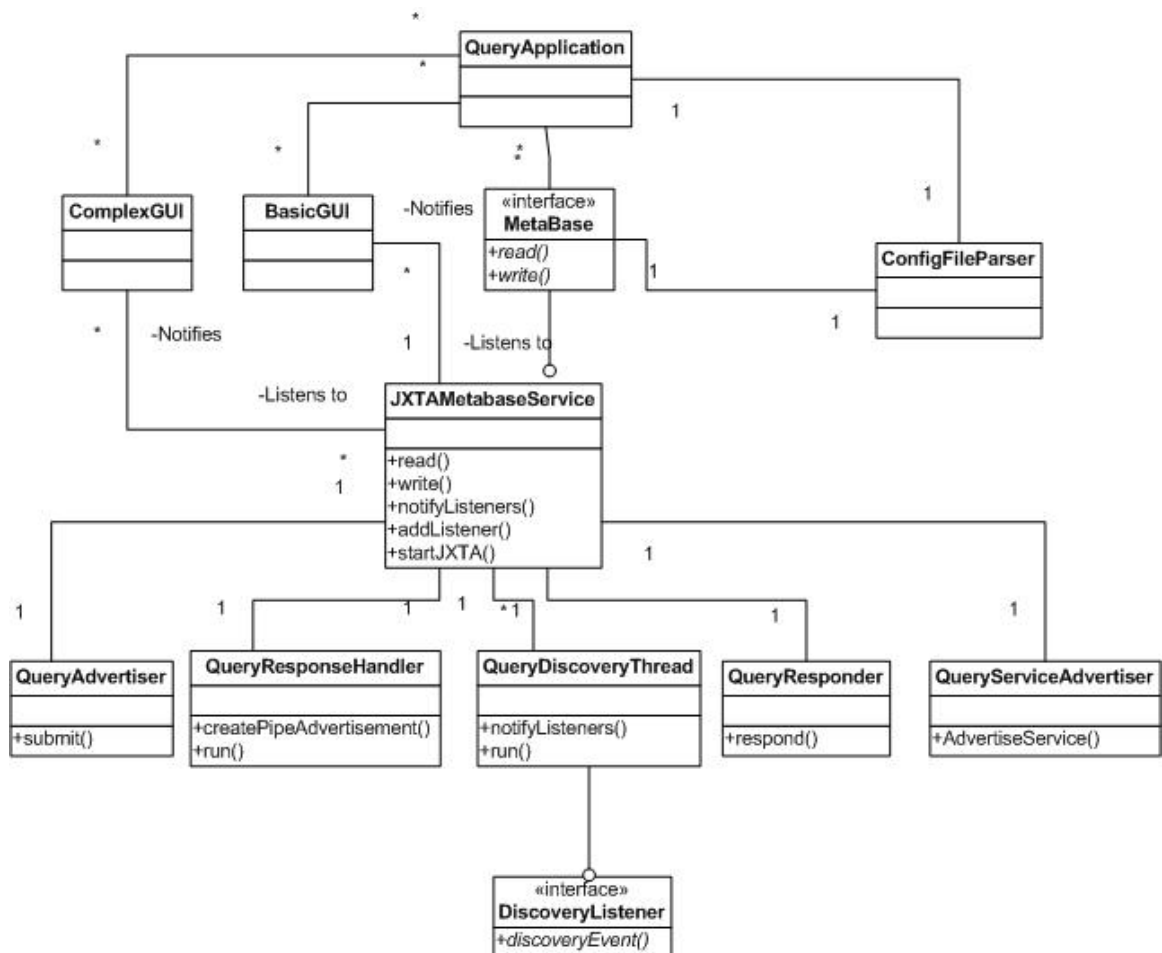 *
QueryApplication
*
1
*
*
*
*
ComplexGUI
BasicGUI
-Notifies
«interface»
MetaBase
+read()
+write()
1
ConfigFileParser
*
1
1
*
-Notifies
1
-Listens to
-Listens to
JXTAMetabaseService
*
1
+read()
+write()
+notifyListeners()
+addListener()
+startJXTA()
1
1
1
1
1
* 1
1
1
QueryAdvertiser
+submit()
QueryResponseHandler
+createPipeAdvertisement()
+run()
QueryDiscoveryThread
+notifyListeners()
+run()
QueryResponder
+respond()
QueryServiceAdvertiser
+AdvertiseService()
«interface»
DiscoveryListener
+discoveryEvent()